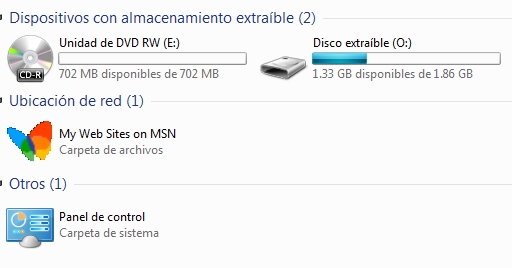 Dispositivos con almacenamiento extraíble (2)
Unidad de DVD RW (E:)
CD-R
702 MB disponibles de 702 MB
Disco extraíble (O:)
1.33 GB disponibles de 1.86 GB
Ubicación de red (1)
My Web Sites on MSN
Carpeta de archivos
Otros (1)
Panel de control
Carpeta de sistema